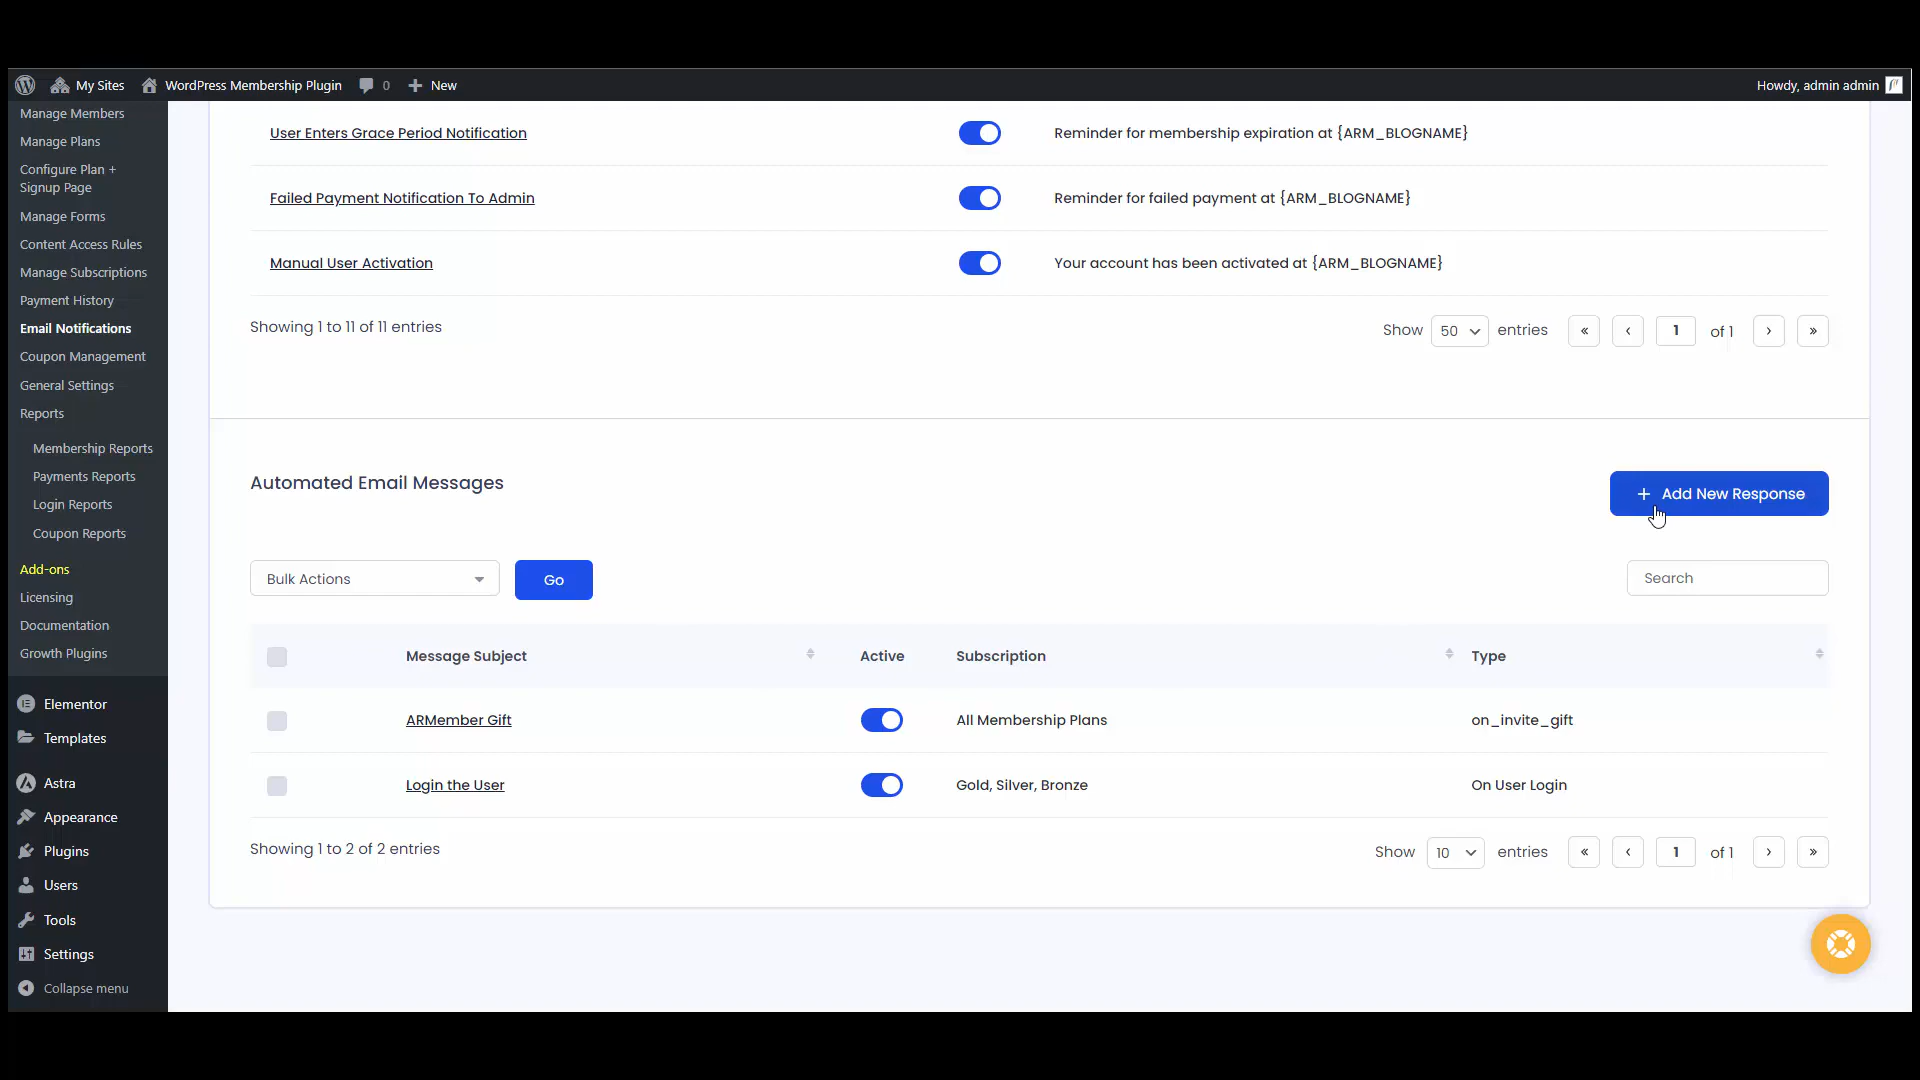 My Sites
WordPress Membership Plugin
0
New
Howdy, admin admin
Manage Members
Manage Plans
Configure Plan +
Signup Page
Manage Forms
Content Access Rules
Manage Subscriptions
Payment History
Email Notifications
Coupon Management
General Settings
Reports
Membership Reports
Payments Reports
Login Reports
Coupon Reports
Add-ons
Licensing
Documentation
Growth Plugins
Elementor
Templates
Astra
Appearance
Plugins
Users
Tools
Settings
Collapse menu
User Enters Grace Period Notification
Reminder for membership expiration at {ARM_BLOGNAME}
Failed Payment Notification To Admin
Reminder for failed payment at {ARM_BLOGNAME}
Manual User Activation
Your account has been activated at {ARM_BLOGNAME}
Showing 1 to 11 of 11 entries
Show 50 entries « ‹ 1 of 1 › »
Automated Email Messages
+ Add New Response
Bulk Actions
Go
Search
Message Subject
Active
Subscription
Type
ARMember Gift
All Membership Plans
on_invite_gift
Login the User
Gold, Silver, Bronze
On User Login
Showing 1 to 2 of 2 entries
Show 10 entries « ‹ 1 of 1 › »